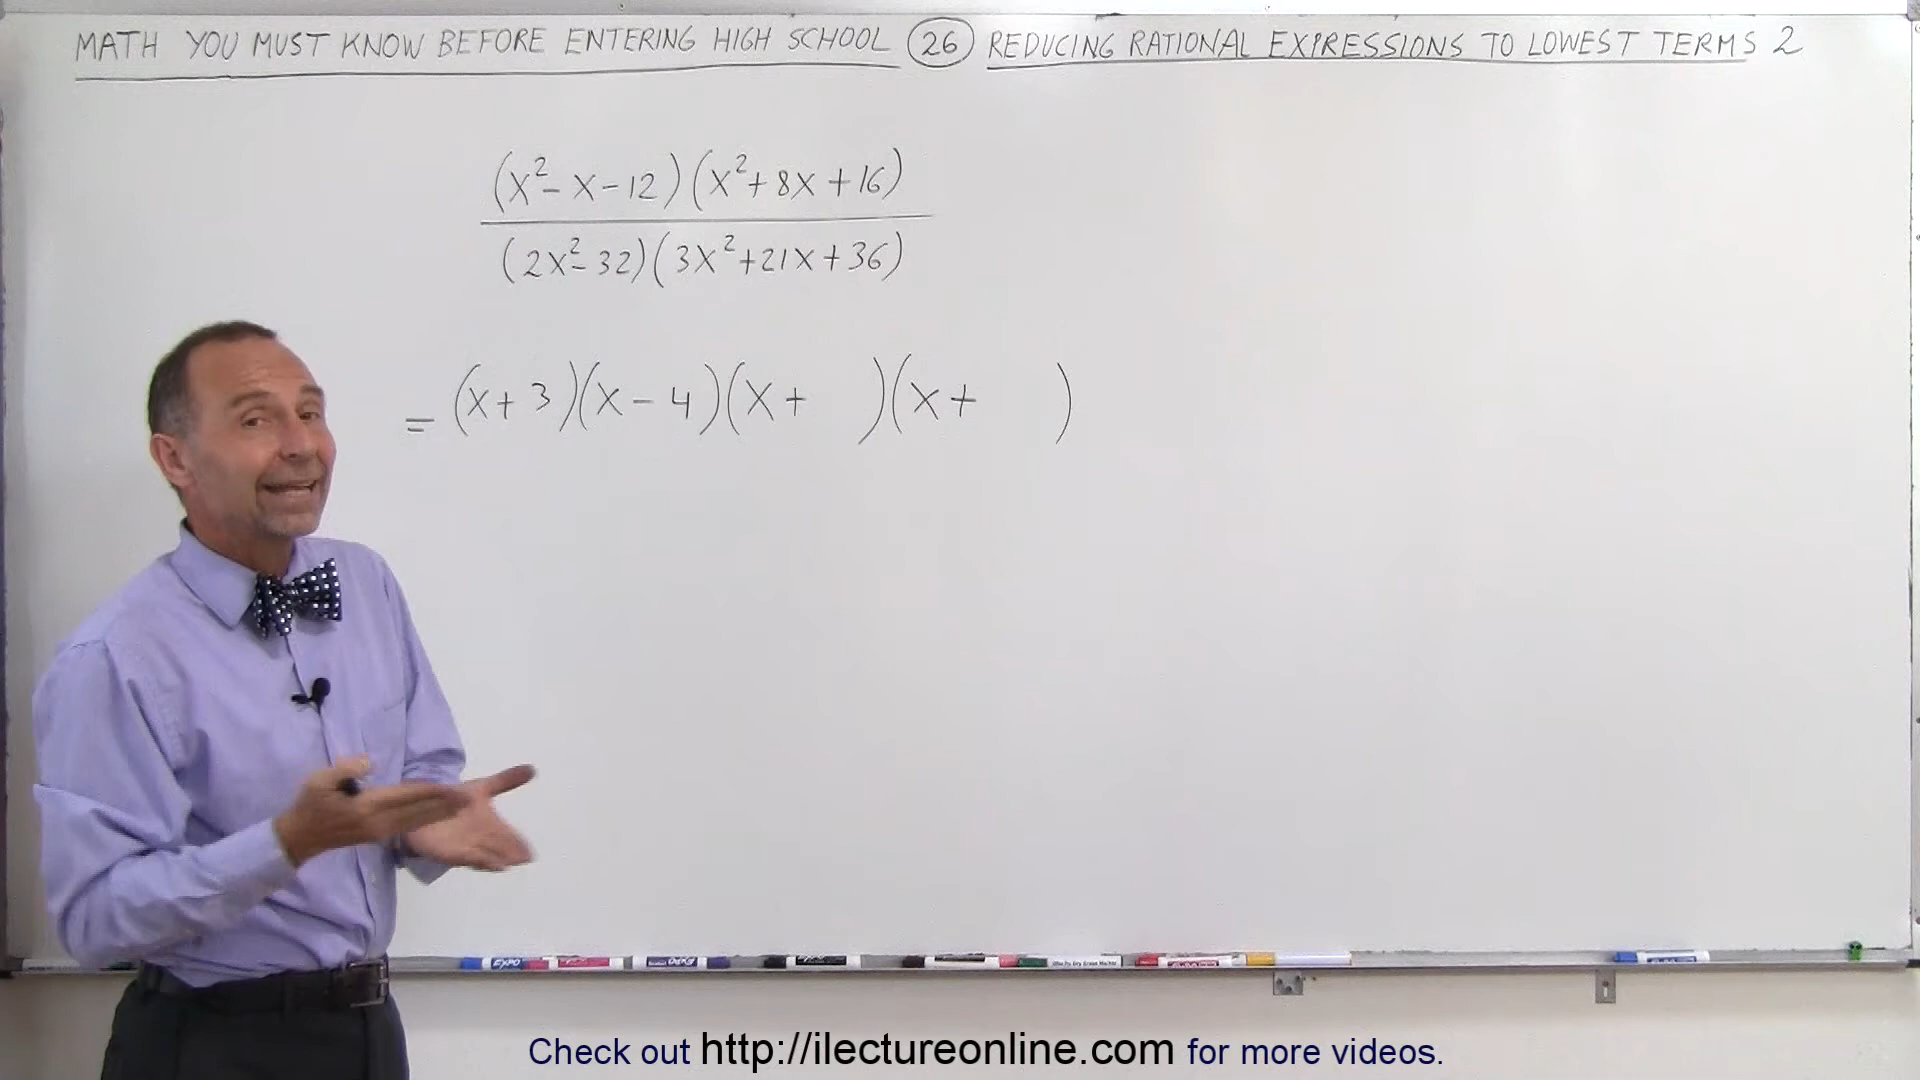 MATH YOU MUST KNOW BEFORE ENTERING HIGH SCHOOL 26 REDUCING RATIONAL EXPRESSIONS TO LOWEST TERMS 2
(x²-x-12)(x²+8x+16)
(2x²-32)(3x²+21x+36)
= (x+3)(x-4)(x+ )(x+ )
EXPO
Check out http://ilectureonline.com for more videos.